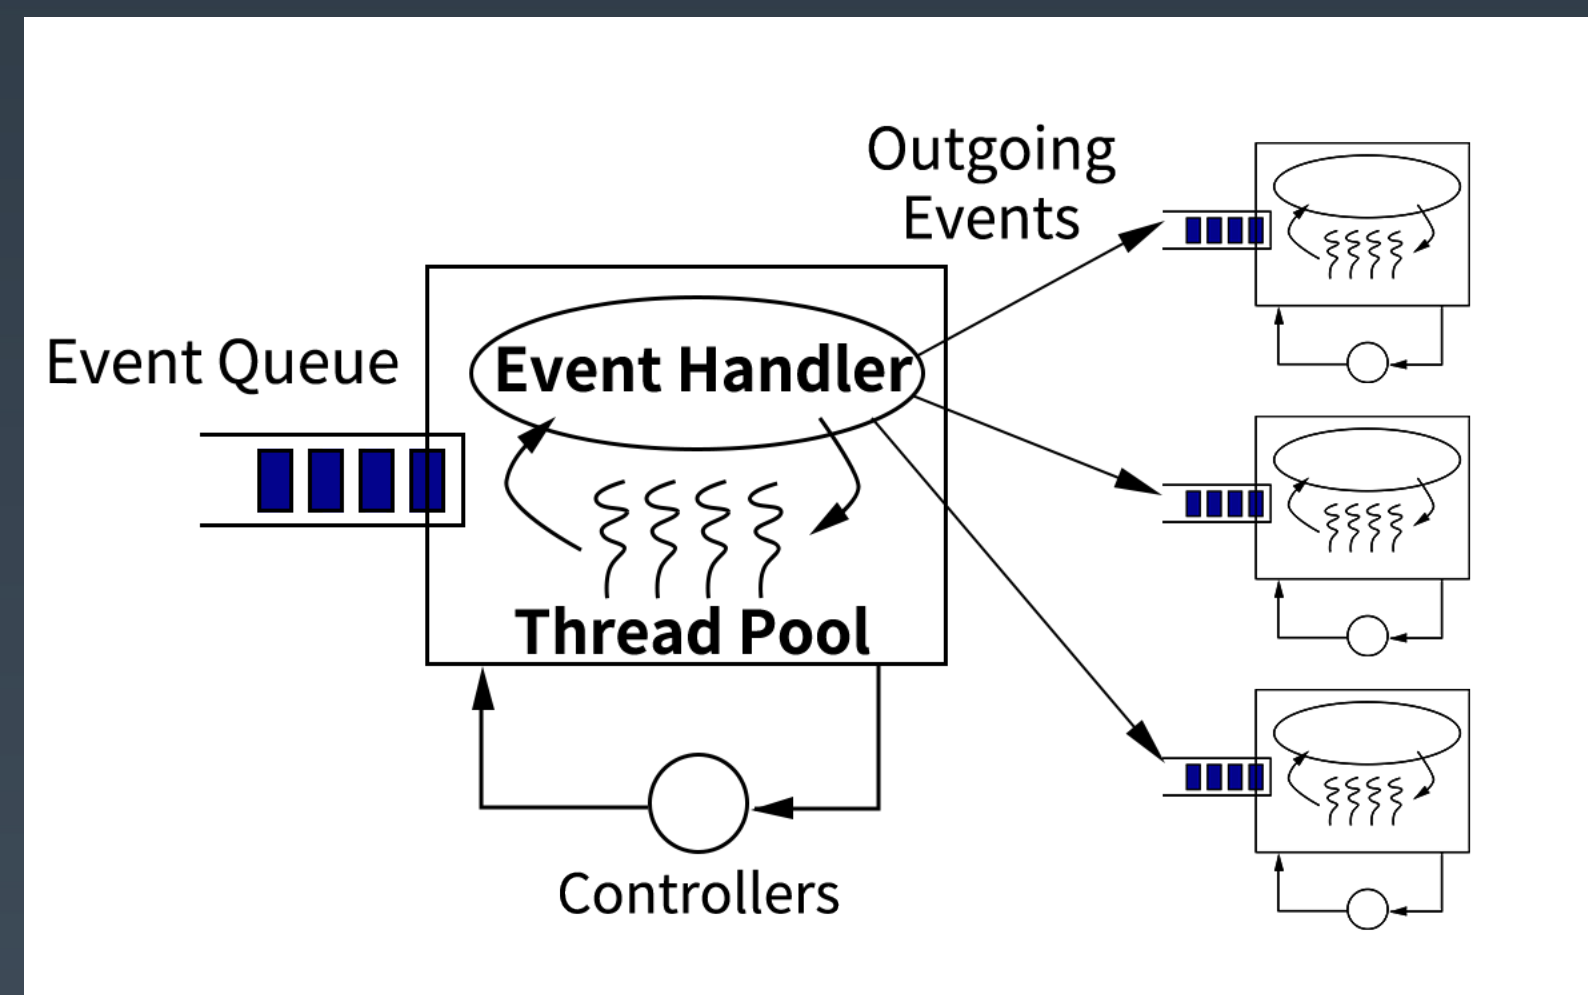 Outgoing
Events
Event Queue
Event Handler
Thread Pool
Controllers